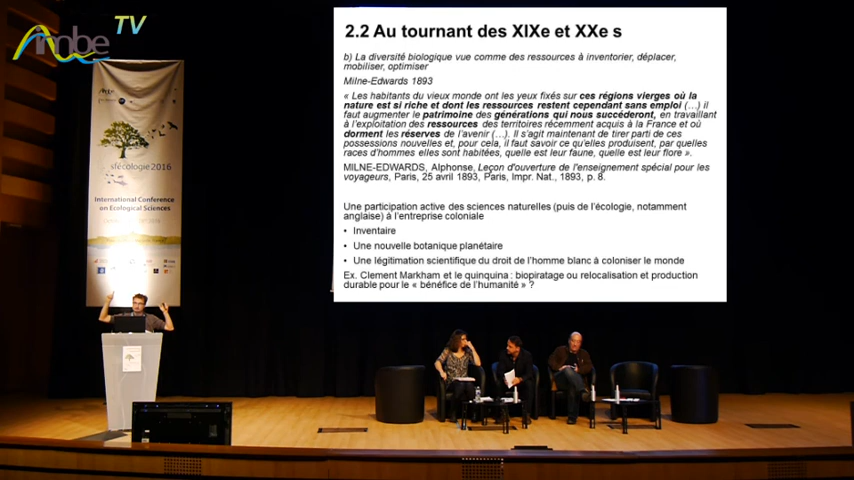 imbe TV
2.2 Au tournant des XIXe et XXe s
b) La diversité biologique vue comme des ressources à inventorier, déplacer,
mobiliser, optimiser
Milne-Edwards 1893
« Les habitants du vieux monde ont les yeux fixés sur ces régions vierges où la
nature est si riche et dont les ressources restent cependant sans emploi (…) il
faut augmenter le patrimoine des générations qui nous succéderont, en travaillant
à l'exploitation des ressources des territoires récemment acquis à la France et où
dorment les réserves de l'avenir (…). Il s'agit maintenant de tirer parti de ces
possessions nouvelles et, pour cela, il faut savoir ce qu'elles produisent, par quelles
races d'hommes elles sont habitées, quelle est leur faune, quelle est leur flore ».
MILNE-EDWARDS, Alphonse, Leçon d'ouverture de l'enseignement spécial pour les
voyageurs, Paris, 25 avril 1893, Paris, Impr. Nat., 1893, p. 8.
Une participation active des sciences naturelles (puis de l'écologie, notamment
anglaise) à l'entreprise coloniale
• Inventaire
• Une nouvelle botanique planétaire
• Une légitimation scientifique du droit de l'homme blanc à coloniser le monde
Ex. Clement Markham et le quinquina : biopiratage ou relocalisation et production
durable pour le « bénéfice de l'humanité » ?
sfécologie 2016
International Conference
on Ecological Sciences